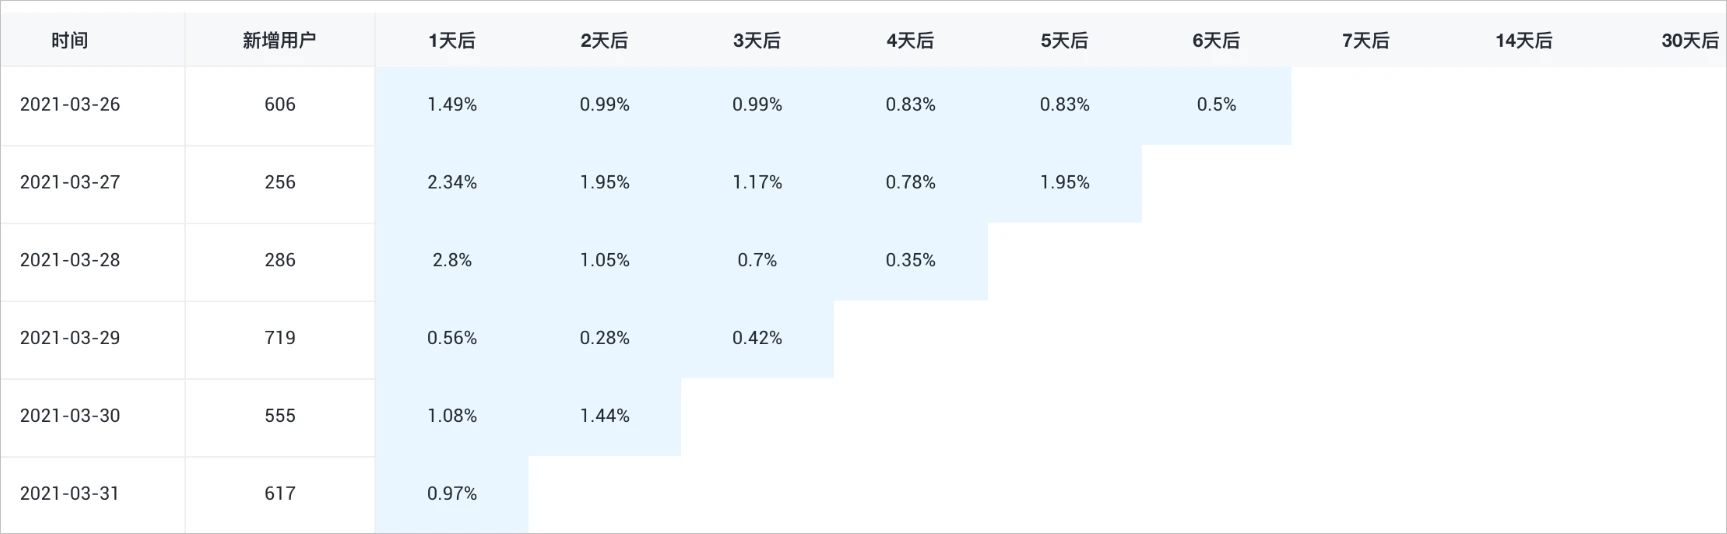 时间 新增用户 1天后 2天后 3天后 4天后 5天后 6天后 7天后 14天后 30天后
2021-03-26 606 1.49% 0.99% 0.99% 0.83% 0.83% 0.5%
2021-03-27 256 2.34% 1.95% 1.17% 0.78% 1.95%
2021-03-28 286 2.8% 1.05% 0.7% 0.35%
2021-03-29 719 0.56% 0.28% 0.42%
2021-03-30 555 1.08% 1.44%
2021-03-31 617 0.97%